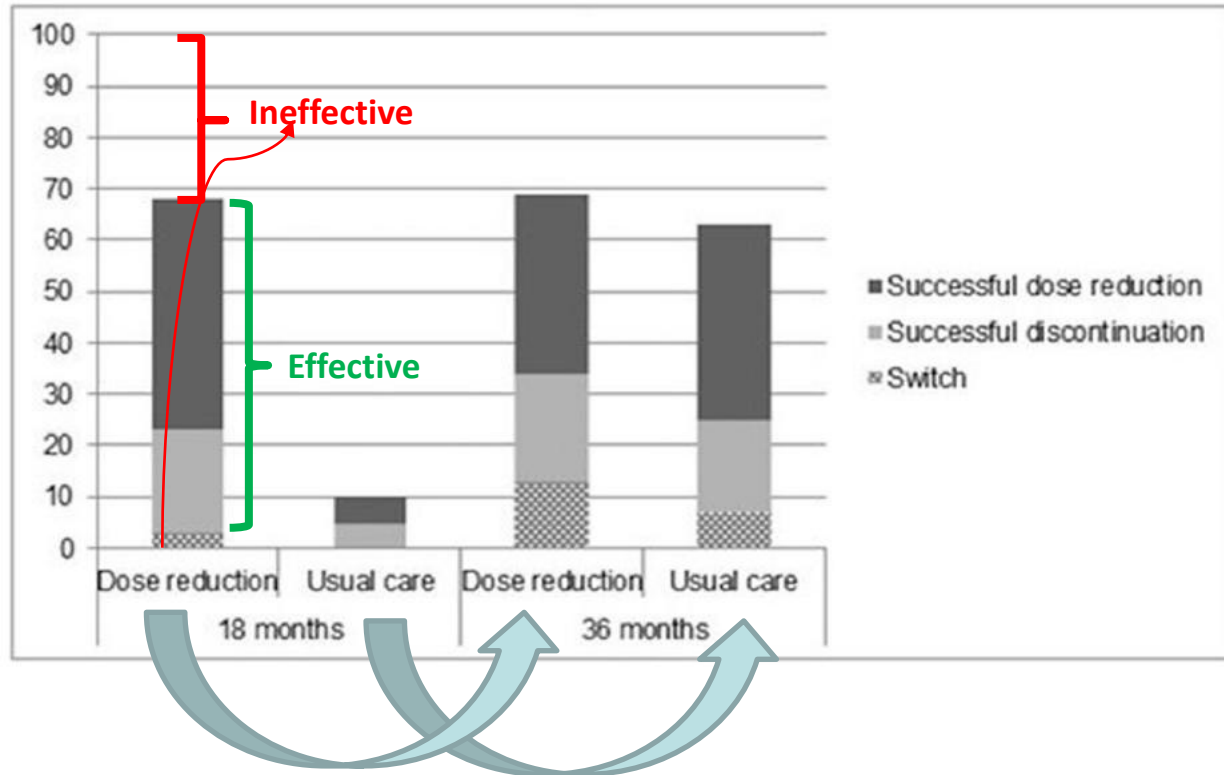 100
90
80
70
60
50
40
30
20
10
0
Ineffective
Effective
Successful dose reduction
Successful discontinuation
Switch
Dose reduction Usual care Dose reduction Usual care
18 months 36 months